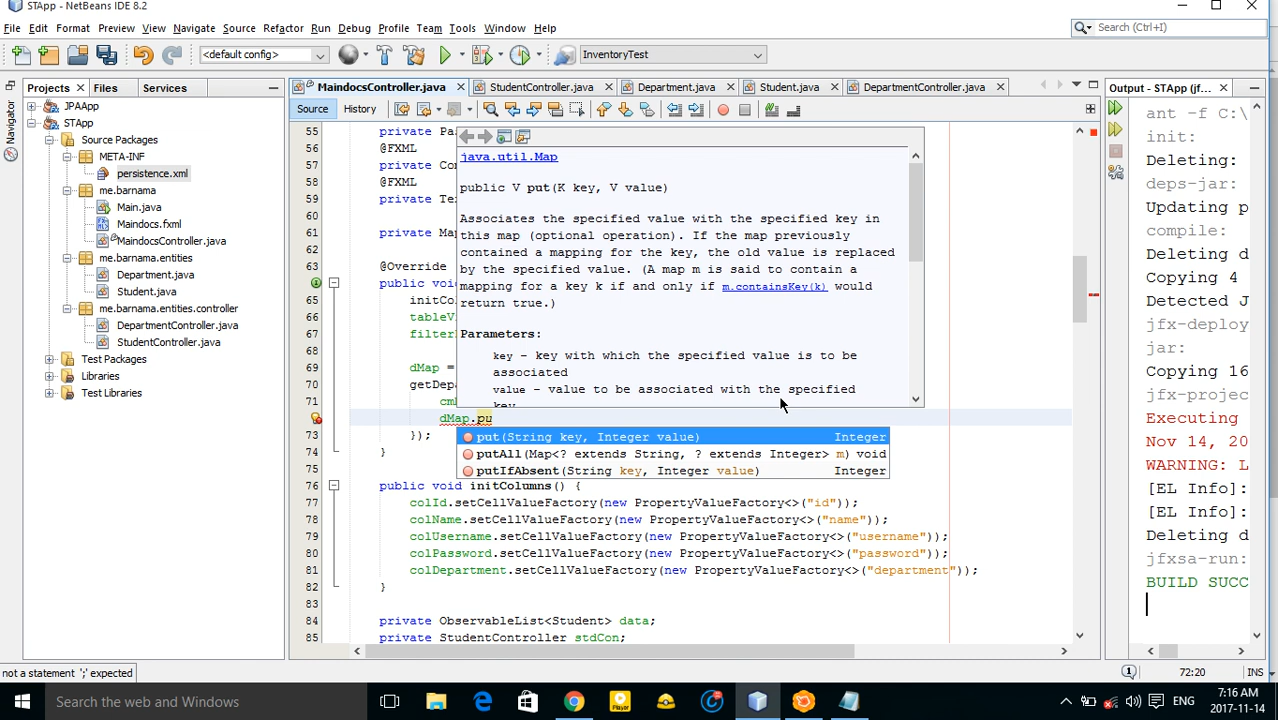 STApp - NetBeans IDE 8.2
File Edit View Navigate Source Refactor Run Debug Profile Team Tools Window Help
Search (Ctrl+I)
<default config>
InventoryTest
Projects Files Services
MaindocsController.java StudentController.java Department.java Student.java DepartmentController.java
Output - STApp (jf...
Navigator
Source History
JPAApp
STApp
Source Packages
META-INF
persistence.xml
me.barnama
Main.java
Maindocs.fxml
MaindocsController.java
me.barnama.entities
Department.java
Student.java
me.barnama.entities.controller
DepartmentController.java
StudentController.java
Test Packages
Libraries
Test Libraries
55 private Pa
56 @FXML
57 private Co
58 @FXML
59 private Te
60
61 private Ma
62
63 @Override
public voi
65 initCol
66 tableVi
67 filter
68
69 dMap =
70 getDep
71 cm
dMap.pu
73 });
74 }
76 public void initColumns() {
77 colId.setCellValueFactory(new PropertyValueFactory<>("id"));
78 colName.setCellValueFactory(new PropertyValueFactory<>("name"));
79 colUsername.setCellValueFactory(new PropertyValueFactory<>("username"));
80 colPassword.setCellValueFactory(new PropertyValueFactory<>("password"));
81 colDepartment.setCellValueFactory(new PropertyValueFactory<>("department"));
82 }
83
84 private ObservableList<Student> data;
85 private StudentController stdCon;
java.util.Map
public V put(K key, V value)
Associates the specified value with the specified key in
this map (optional operation). If the map previously
contained a mapping for the key, the old value is replaced
by the specified value. (A map m is said to contain a
mapping for a key k if and only if m.containsKey(k) would
return true.)
Parameters:
key - key with which the specified value is to be
associated
value - value to be associated with the specified
key
put(String key, Integer value) Integer
putAll(Map<? extends String, ? extends Integer> m) void
putIfAbsent(String key, Integer value) Integer
ant -f C:\
init:
Deleting:
deps-jar:
Updating p
compile:
Deleting d
Copying 4
Detected J
jfx-deploy
jar:
Copying 16
jfx-projec
Executing
Nov 14, 20
WARNING: L
[EL Info]:
[EL Info]:
Deleting d
jfxsa-run:
BUILD SUCC
not a statement ';' expected
1
72:20
INS
Search the web and Windows
Player
ENG
7:16 AM
2017-11-14